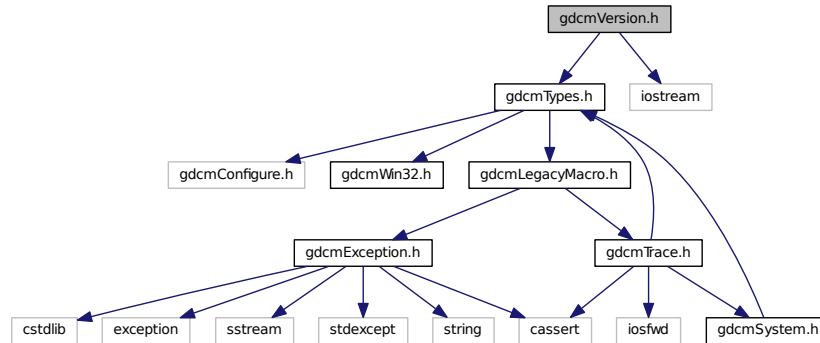 gdcmVersion.h
gdcmTypes.h
iostream
gdcmConfigure.h
gdcmWin32.h
gdcmLegacyMacro.h
gdcmException.h
gdcmTrace.h
cstdlib
exception
sstream
stdexcept
string
cassert
iosfwd
gdcmSystem.h